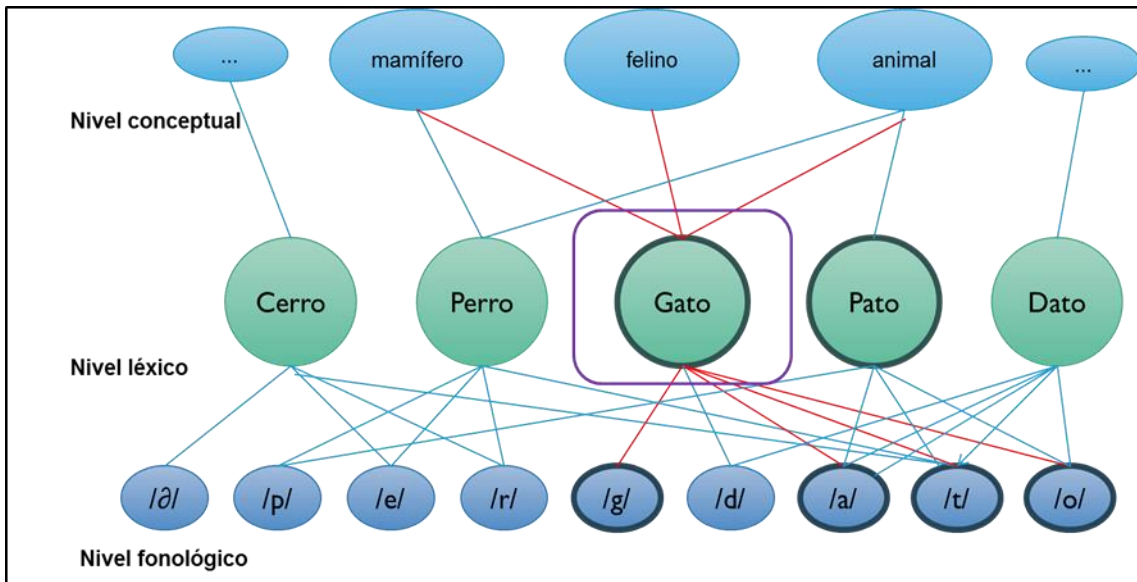 ...
mamífero
felino
animal
...
Nivel conceptual
Cerro
Perro
Gato
Pato
Dato
Nivel léxico
/∂/
/p/
/e/
/r/
/g/
/d/
/a/
/t/
/o/
Nivel fonológico